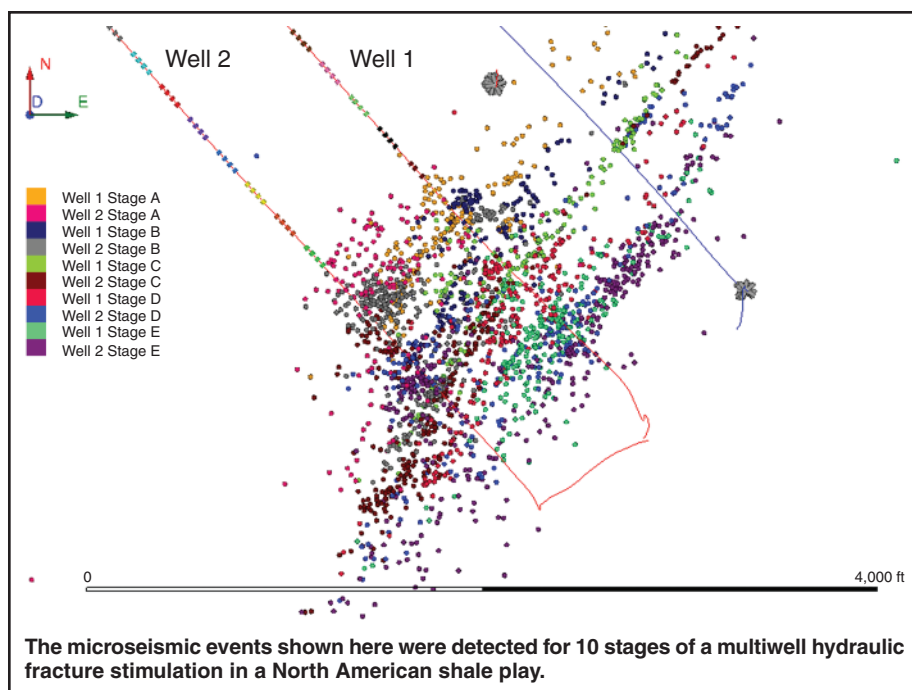 Well 2
Well 1
N
D
E
Well 1 Stage A
Well 2 Stage A
Well 1 Stage B
Well 2 Stage B
Well 1 Stage C
Well 2 Stage C
Well 1 Stage D
Well 2 Stage D
Well 1 Stage E
Well 2 Stage E
0
4,000 ft
The microseismic events shown here were detected for 10 stages of a multiwell hydraulic
fracture stimulation in a North American shale play.